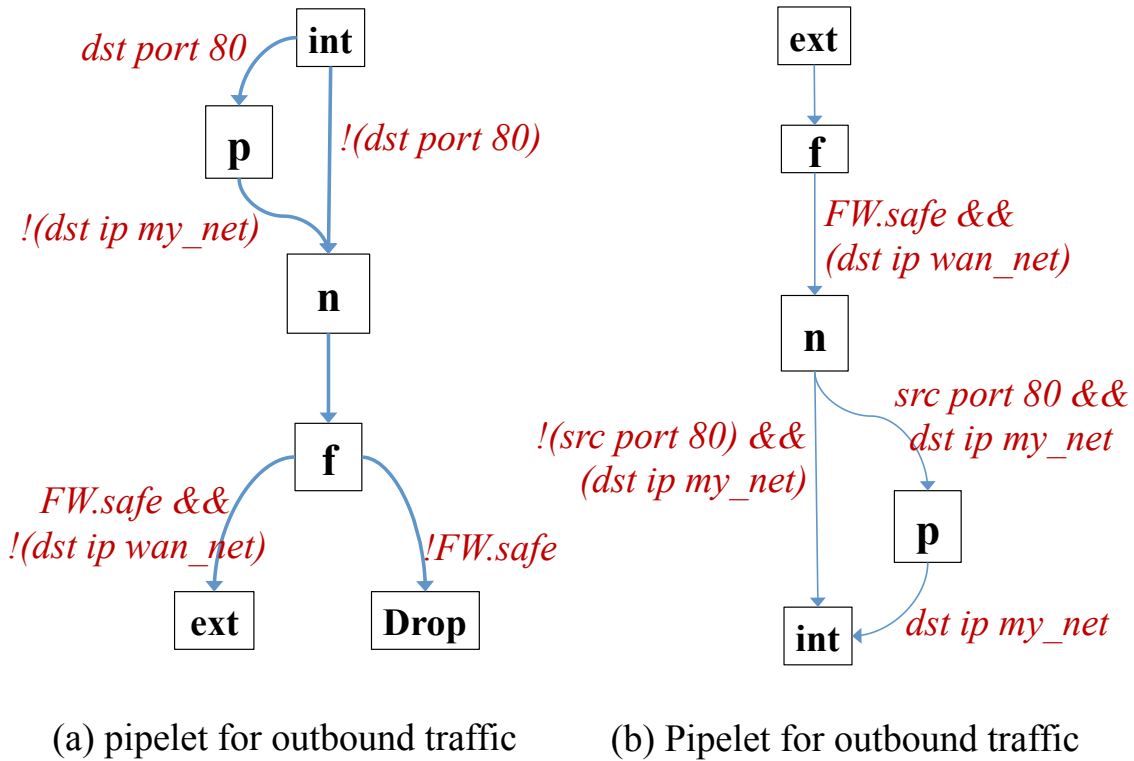 int
dst port 80
p
!(dst port 80)
!(dst ip my_net)
n
f
FW.safe &&
!(dst ip wan_net)
!FW.safe
ext
Drop
(a) pipelet for outbound traffic
ext
f
FW.safe &&
(dst ip wan_net)
n
src port 80 &&
dst ip my_net
!(src port 80) &&
(dst ip my_net)
p
dst ip my_net
int
(b) Pipelet for outbound traffic